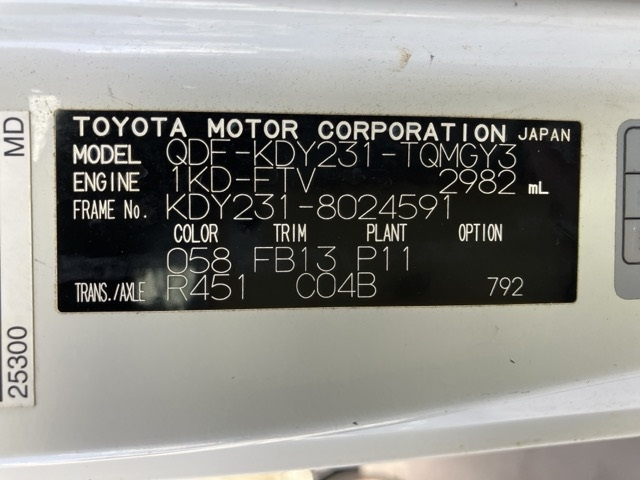 TOYOTA MOTOR CORPORATION JAPAN
MODEL QDF-KDY231-TQMGY3
ENGINE 1KD-FTV 2982 mL
FRAME No. KDY231-8024591
COLOR TRIM PLANT OPTION
058 FB13 P11
TRANS./AXLE R451 C04B 792
MD
25300